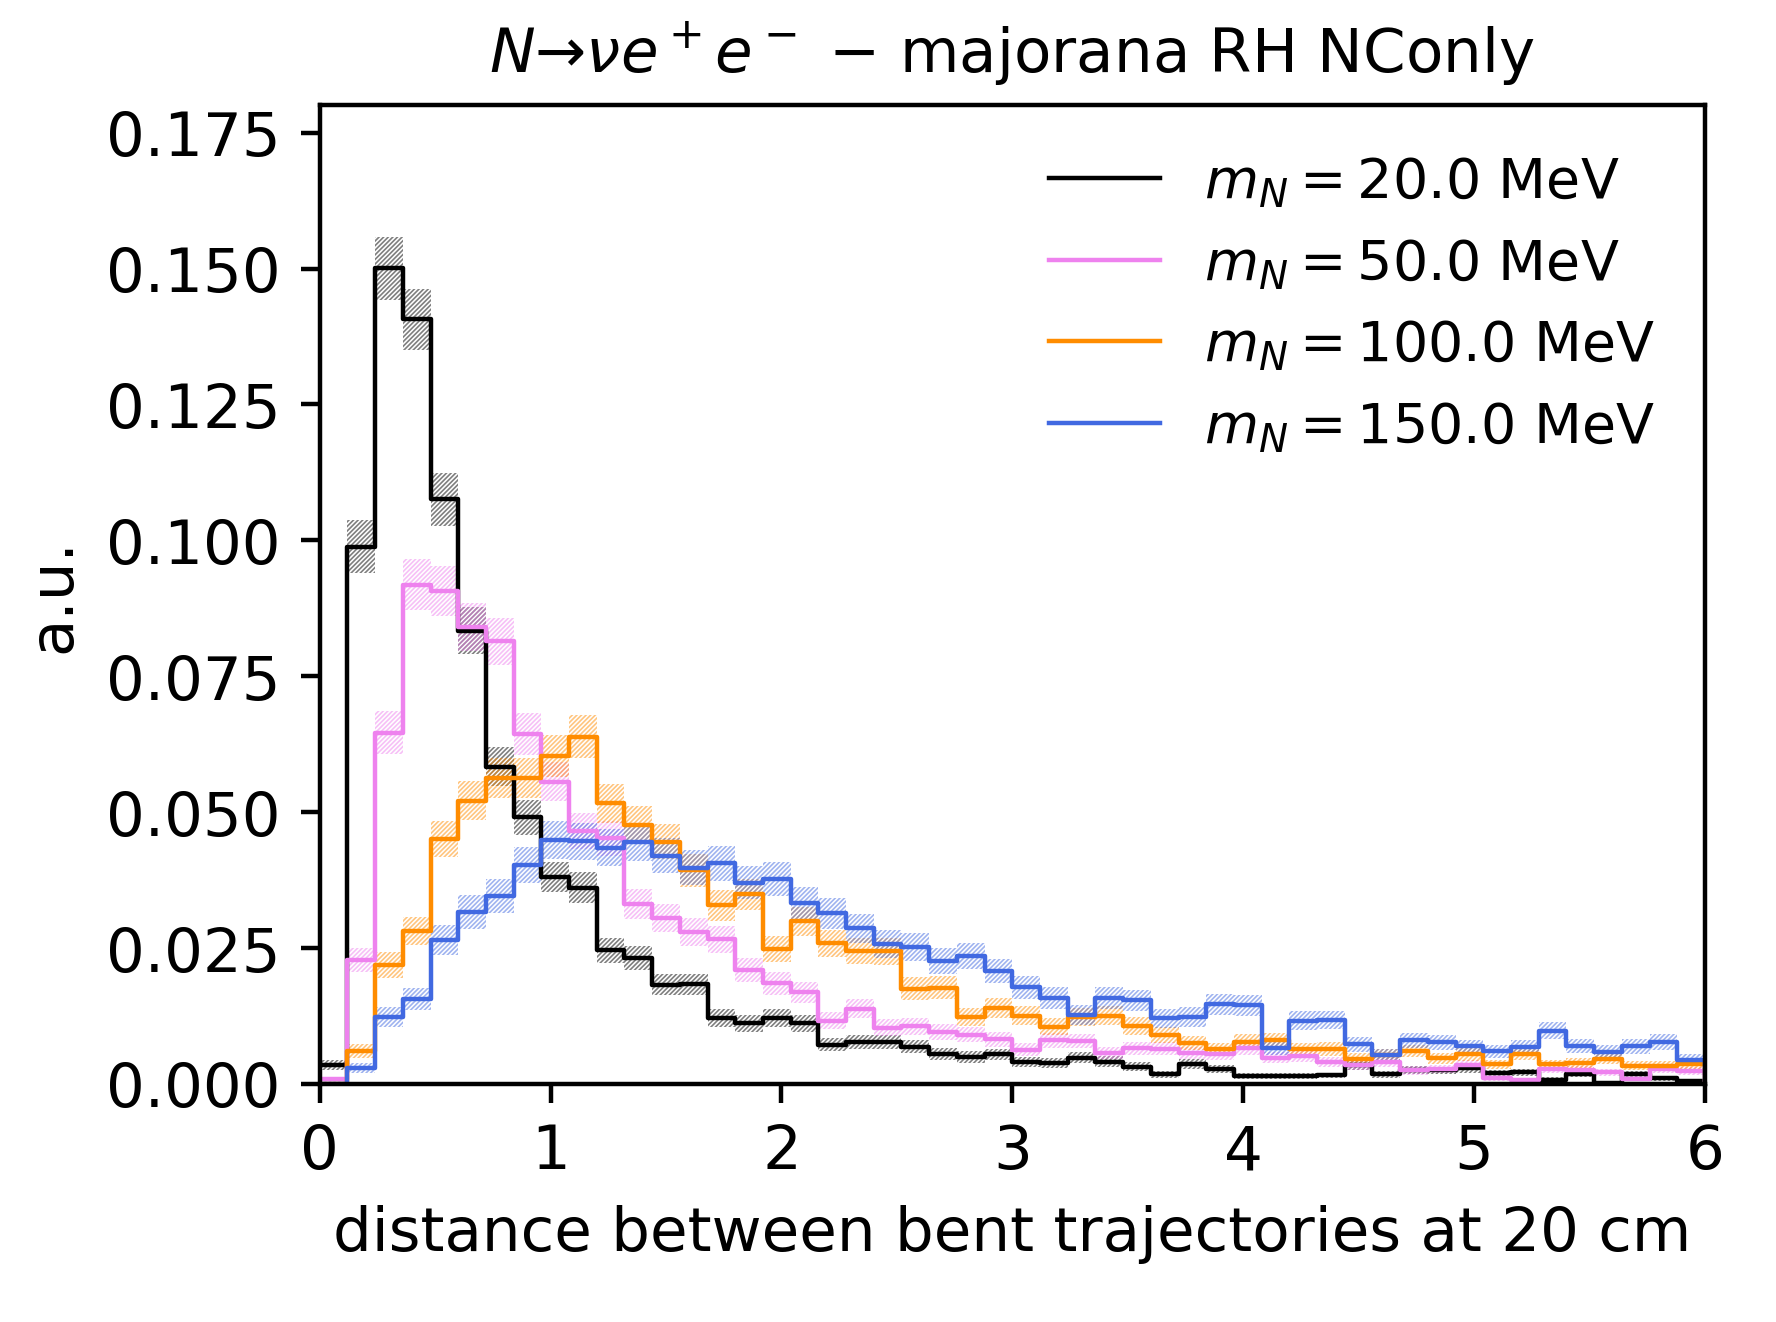 N→νe⁺e⁻ − majorana RH NConly
0.175
0.150
0.125
0.100
0.075
0.050
0.025
0.000
a.u.
m_N = 20.0 MeV
m_N = 50.0 MeV
m_N = 100.0 MeV
m_N = 150.0 MeV
0 1 2 3 4 5 6
distance between bent trajectories at 20 cm